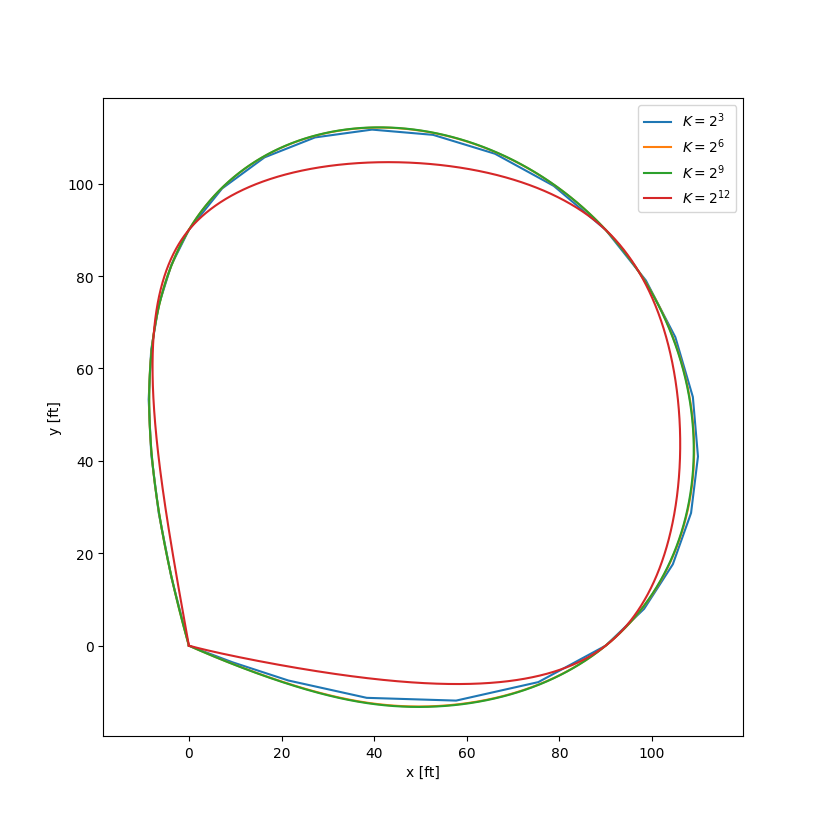 K = 2^3
K = 2^6
K = 2^9
K = 2^12
100
80
60
40
20
0
y [ft]
0 20 40 60 80 100
x [ft]